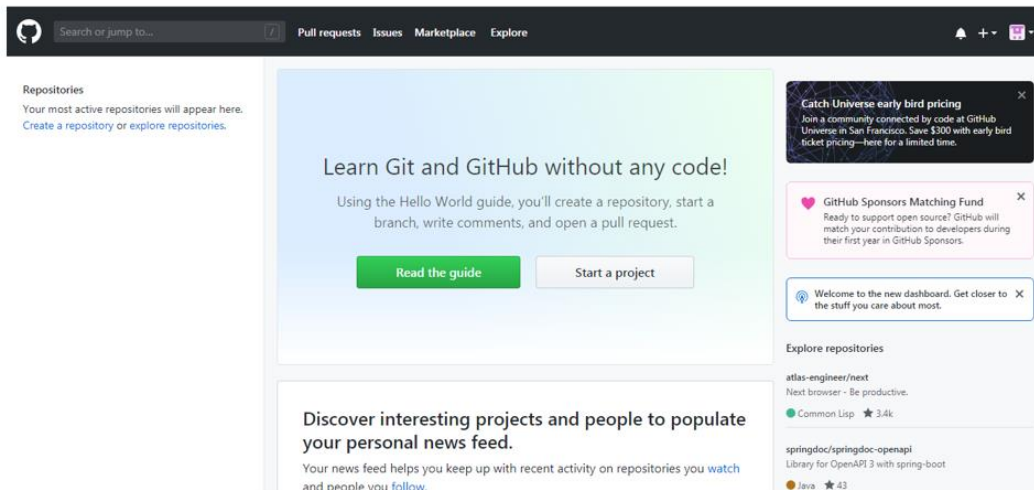 Search or jump to...
/
Pull requests Issues Marketplace Explore
Repositories
Your most active repositories will appear here.
Create a repository or explore repositories.
Learn Git and GitHub without any code!
Using the Hello World guide, you'll create a repository, start a
branch, write comments, and open a pull request.
Read the guide
Start a project
Discover interesting projects and people to populate
your personal news feed.
Your news feed helps you keep up with recent activity on repositories you watch
and people you follow.
Catch Universe early bird pricing
Join a community connected by code at GitHub
Universe in San Francisco. Save $300 with early bird
ticket pricing—here for a limited time.
GitHub Sponsors Matching Fund
Ready to support open source? GitHub will
match your contribution to developers during
their first year in GitHub Sponsors.
Welcome to the new dashboard. Get closer to
the stuff you care about most.
Explore repositories
atlas-engineer/next
Next browser - Be productive.
Common Lisp 3.4k
springdoc/springdoc-openapi
Library for OpenAPI 3 with spring-boot
Java 43